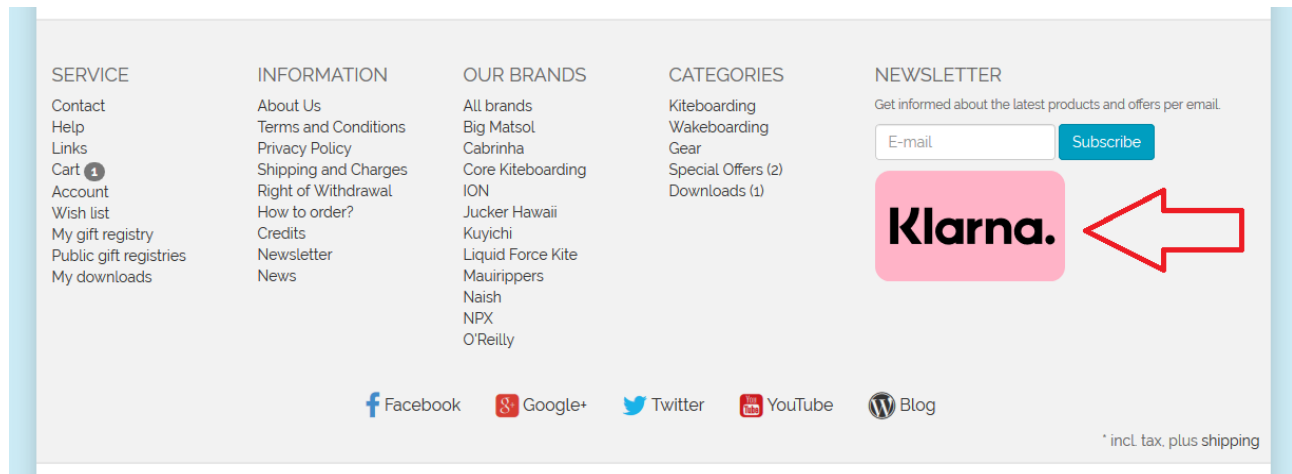 SERVICE
Contact
Help
Links
Cart 1
Account
Wish list
My gift registry
Public gift registries
My downloads
INFORMATION
About Us
Terms and Conditions
Privacy Policy
Shipping and Charges
Right of Withdrawal
How to order?
Credits
Newsletter
News
OUR BRANDS
All brands
Big Matsol
Cabrinha
Core Kiteboarding
ION
Jucker Hawaii
Kuyichi
Liquid Force Kite
Mauirippers
Naish
NPX
O'Reilly
CATEGORIES
Kiteboarding
Wakeboarding
Gear
Special Offers (2)
Downloads (1)
NEWSLETTER
Get informed about the latest products and offers per email.
E-mail Subscribe
Klarna.
Facebook Google+ Twitter YouTube Blog
* incl. tax, plus shipping